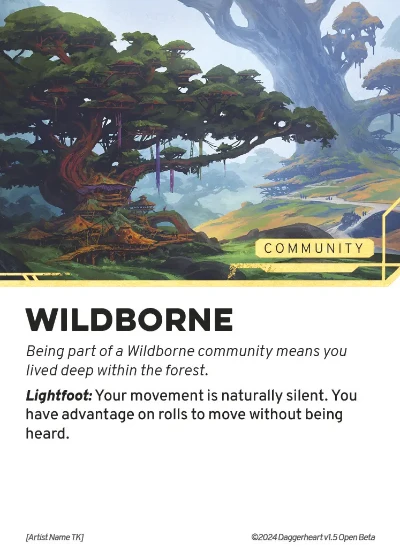 COMMUNITY
WILDBORNE
Being part of a Wildborne community means you
lived deep within the forest.
Lightfoot: Your movement is naturally silent. You
have advantage on rolls to move without being
heard.
[Artist Name TK]
©2024 Daggerheart v1.5 Open Beta